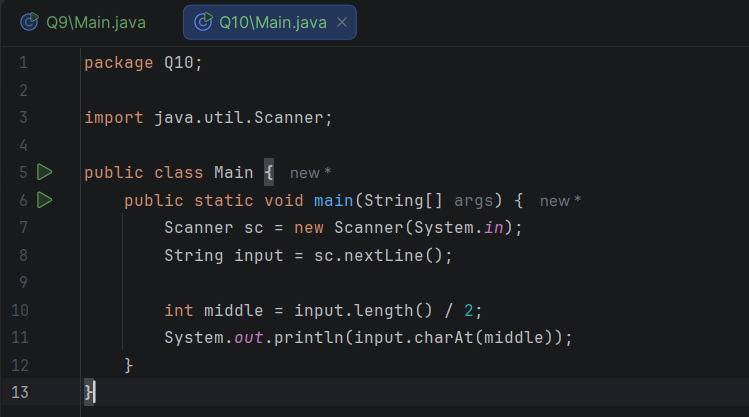 Q9\Main.java Q10\Main.java
1 package Q10;
2
3 import java.util.Scanner;
4
5 public class Main { new *
6 public static void main(String[] args) { new *
7 Scanner sc = new Scanner(System.in);
8 String input = sc.nextLine();
9
10 int middle = input.length() / 2;
11 System.out.println(input.charAt(middle));
12 }
13 }